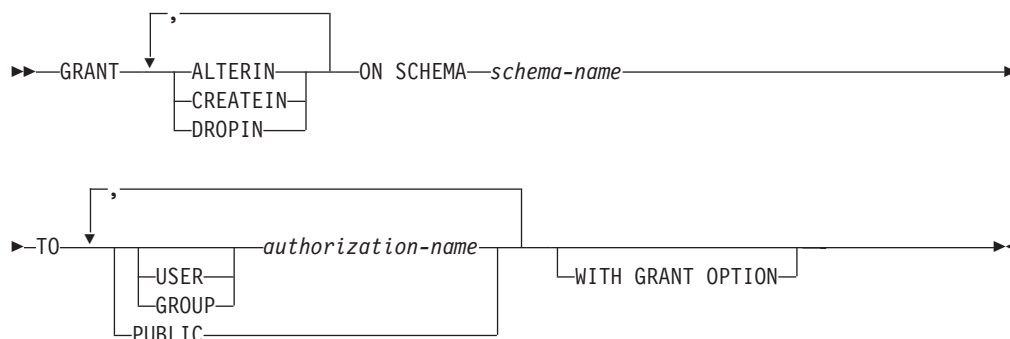 ,
GRANT ALTERIN ON SCHEMA schema-name
CREATEIN
DROPIN
,
TO authorization-name
USER WITH GRANT OPTION
GROUP
PUBLIC